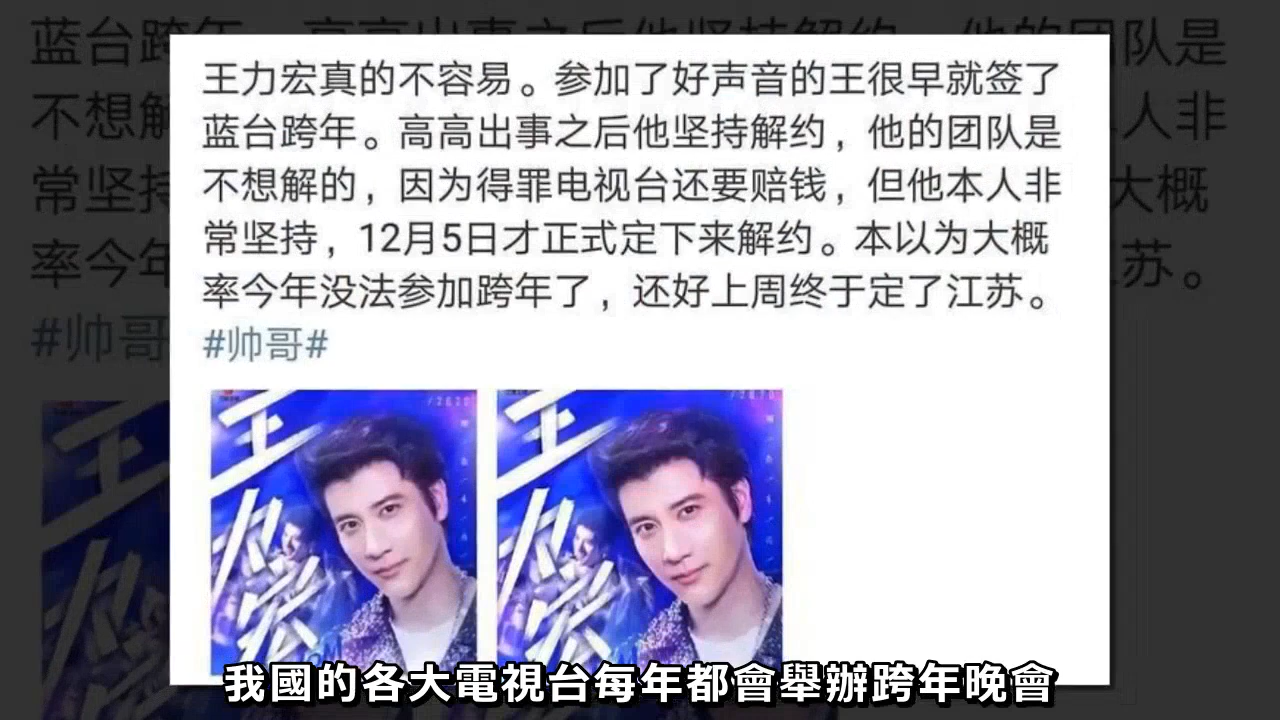 王力宏真的不容易。参加了好声音的王很早就签了
蓝台跨年。高高出事之后他坚持解约，他的团队是
不想解的，因为得罪电视台还要赔钱，但他本人非
常坚持，12月5日才正式定下来解约。本以为大概
率今年没法参加跨年了，还好上周终于定了江苏。
#帅哥#
王力宏
王力宏
我國的各大電視台每年都會舉辦跨年晚會